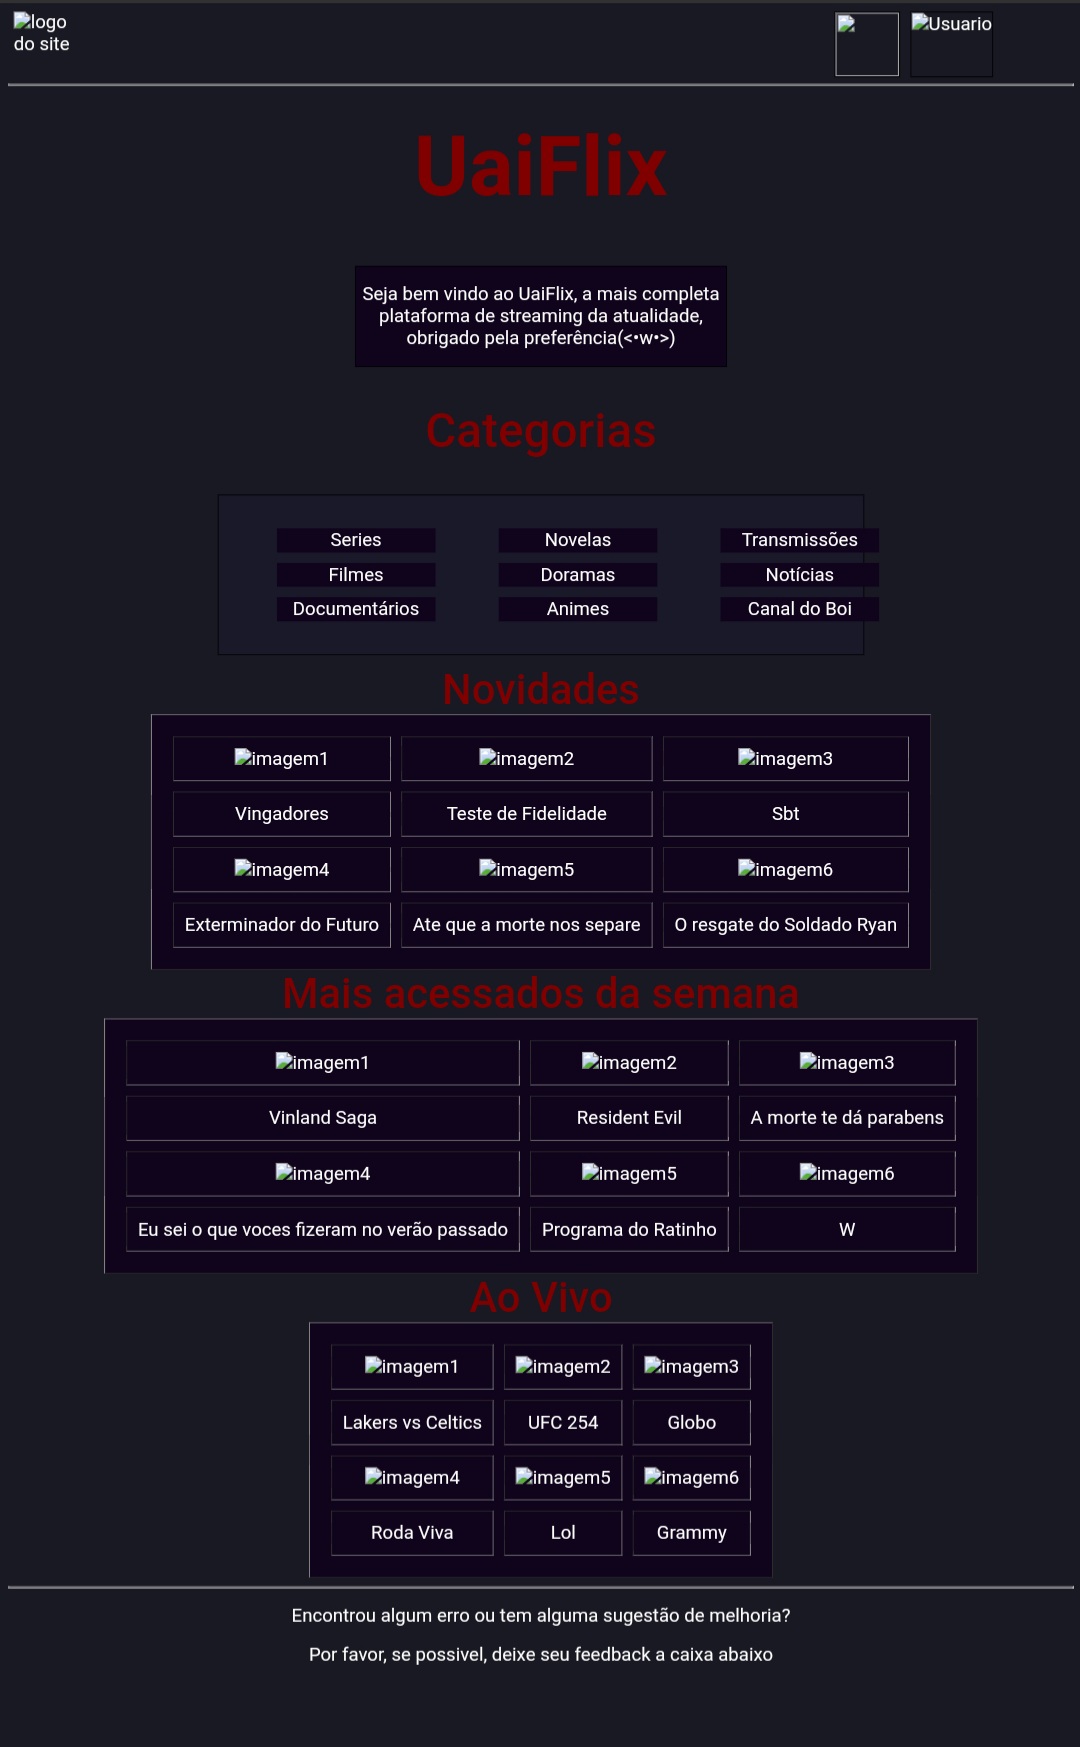 logo
do site
Usuario
UaiFlix
Seja bem vindo ao UaiFlix, a mais completa
plataforma de streaming da atualidade,
obrigado pela preferência(<•w•>)
Categorias
Series Novelas Transmissões
Filmes Doramas Notícias
Documentários Animes Canal do Boi
Novidades
imagem1 imagem2 imagem3
Vingadores Teste de Fidelidade Sbt
imagem4 imagem5 imagem6
Exterminador do Futuro Ate que a morte nos separe O resgate do Soldado Ryan
Mais acessados da semana
imagem1 imagem2 imagem3
Vinland Saga Resident Evil A morte te dá parabens
imagem4 imagem5 imagem6
Eu sei o que voces fizeram no verão passado Programa do Ratinho W
Ao Vivo
imagem1 imagem2 imagem3
Lakers vs Celtics UFC 254 Globo
imagem4 imagem5 imagem6
Roda Viva Lol Grammy
Encontrou algum erro ou tem alguma sugestão de melhoria?
Por favor, se possivel, deixe seu feedback a caixa abaixo